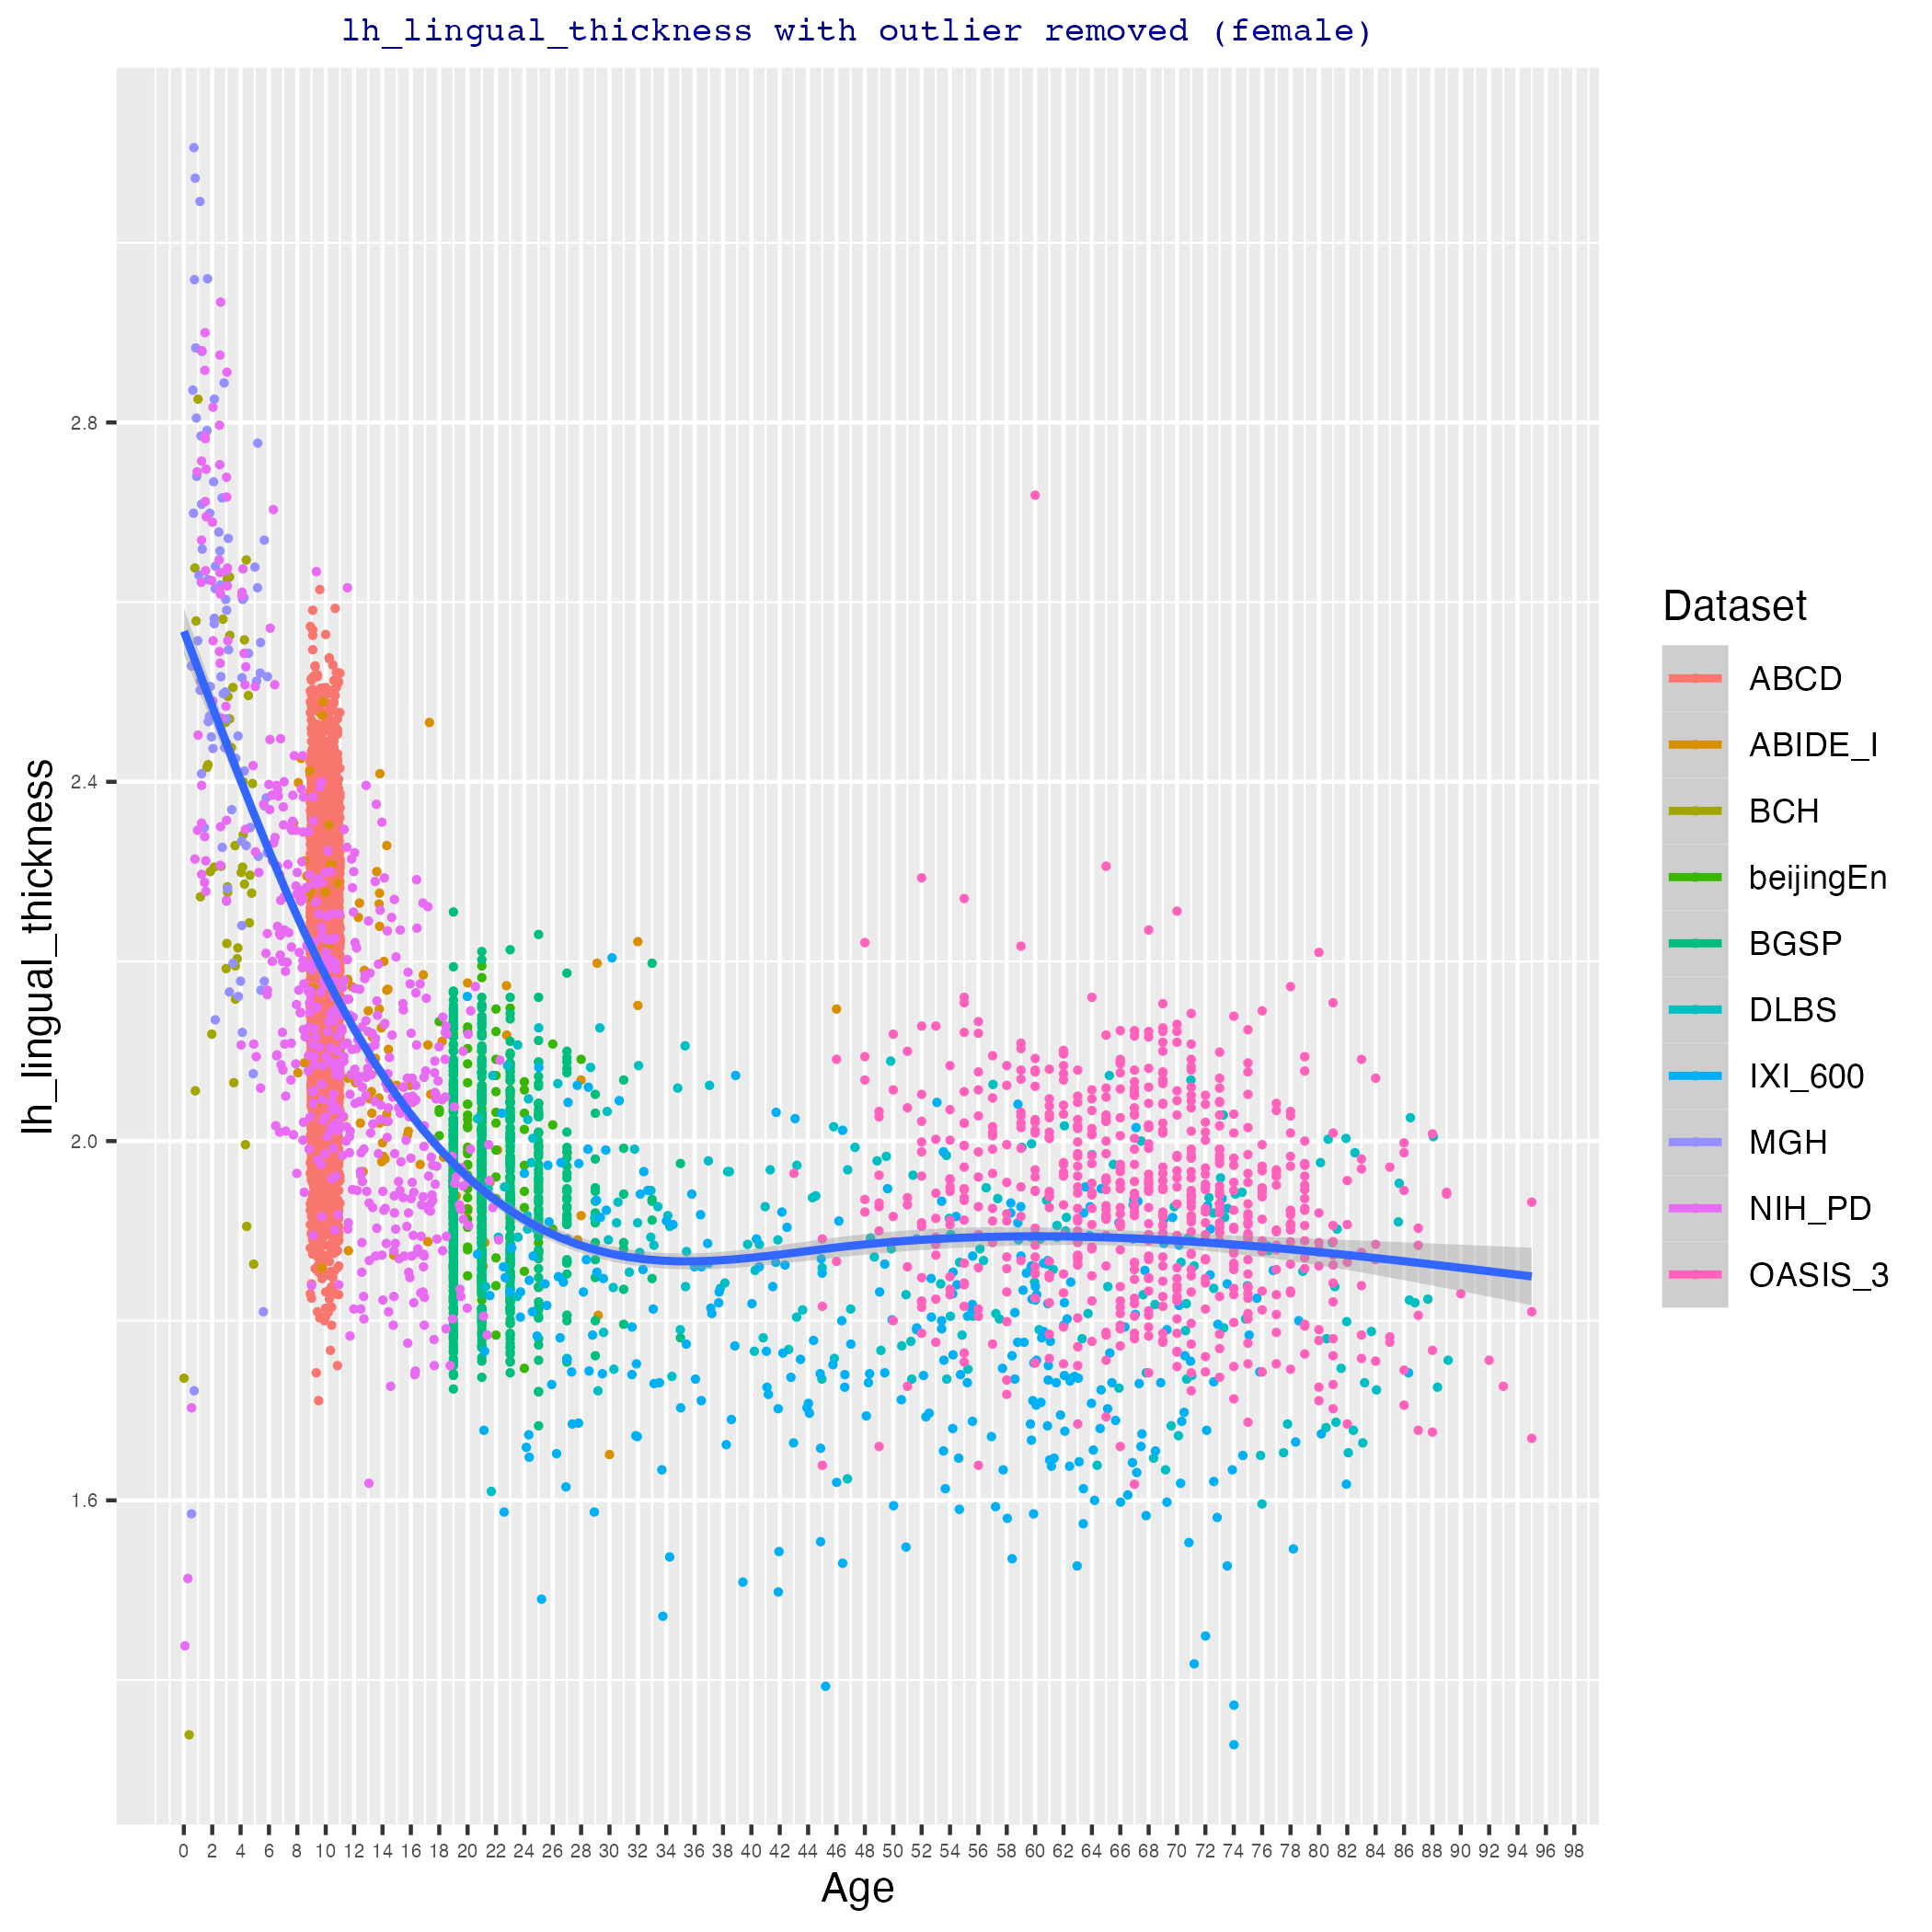 lh_lingual_thickness with outlier removed (female)
lh_lingual_thickness
2.8
2.4
2.0
1.6
0 2 4 6 8 10 12 14 16 18 20 22 24 26 28 30 32 34 36 38 40 42 44 46 48 50 52 54 56 58 60 62 64 66 68 70 72 74 76 78 80 82 84 86 88 90 92 94 96 98
Age
Dataset
ABCD
ABIDE_I
BCH
beijingEn
BGSP
DLBS
IXI_600
MGH
NIH_PD
OASIS_3